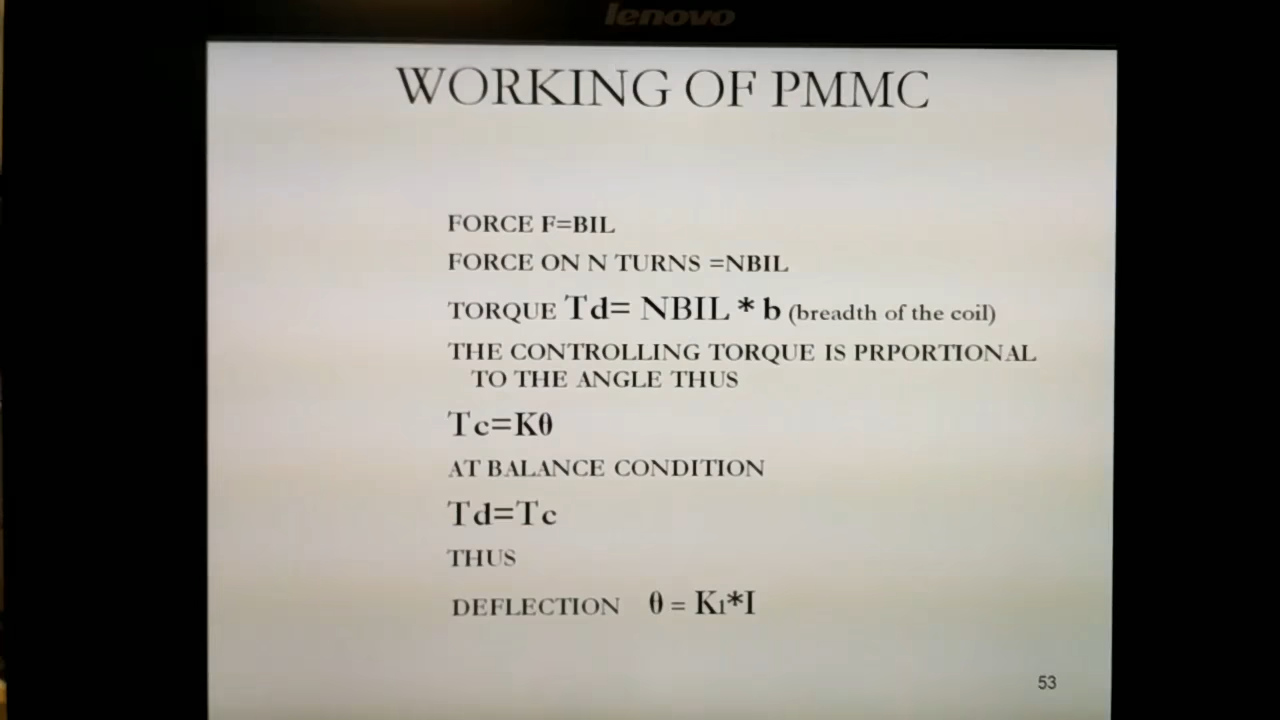 lenovo
WORKING OF PMMC
FORCE F=BIL
FORCE ON N TURNS =NBIL
TORQUE Td= NBIL * b (breadth of the coil)
THE CONTROLLING TORQUE IS PRPORTIONAL
TO THE ANGLE THUS
Tc=Kθ
AT BALANCE CONDITION
Td=Tc
THUS
DEFLECTION θ = K1*I
53